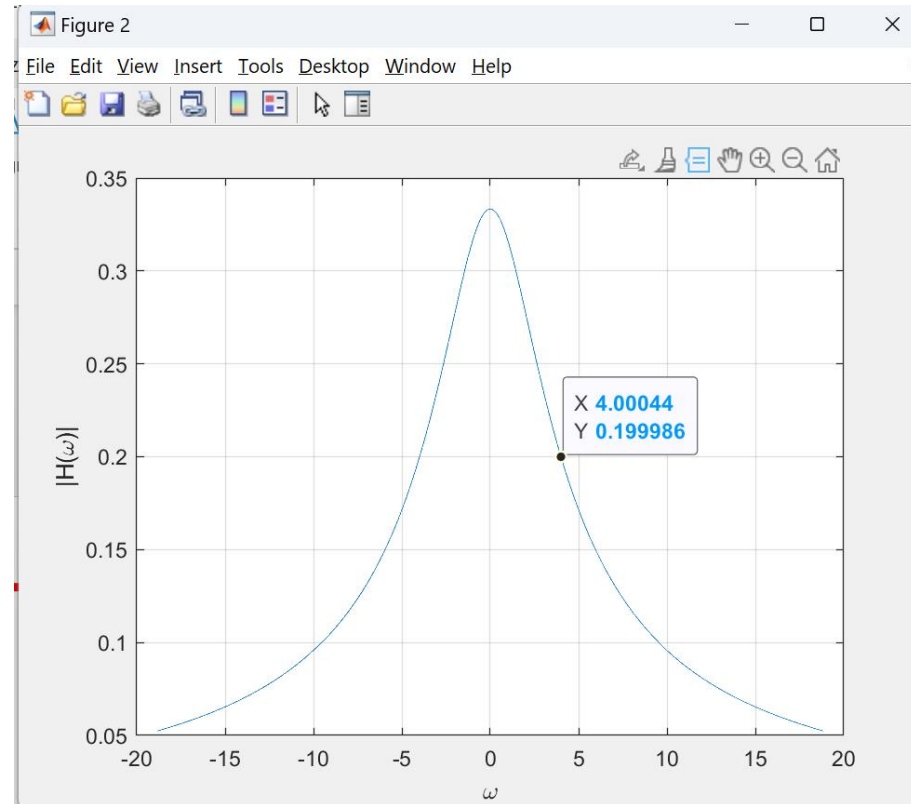 Figure 2
File Edit View Insert Tools Desktop Window Help
0.35
0.3
0.25
0.2
0.15
0.1
0.05
|H(ω)|
X 4.00044
Y 0.199986
-20 -15 -10 -5 0 5 10 15 20
ω